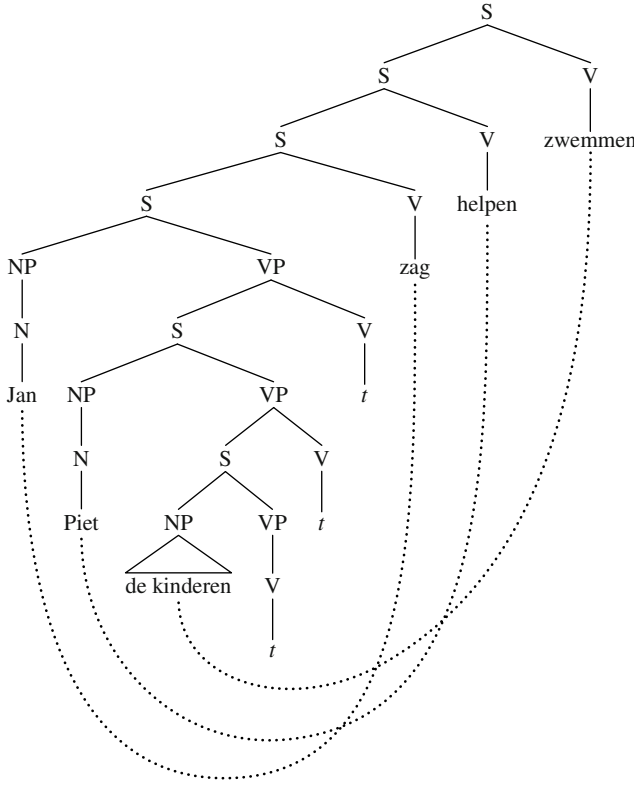 S
S V
zwemmen
S V
helpen
S V
zag
NP VP
N S V
Jan NP VP t
N S V
Piet NP VP t
de kinderen V
t